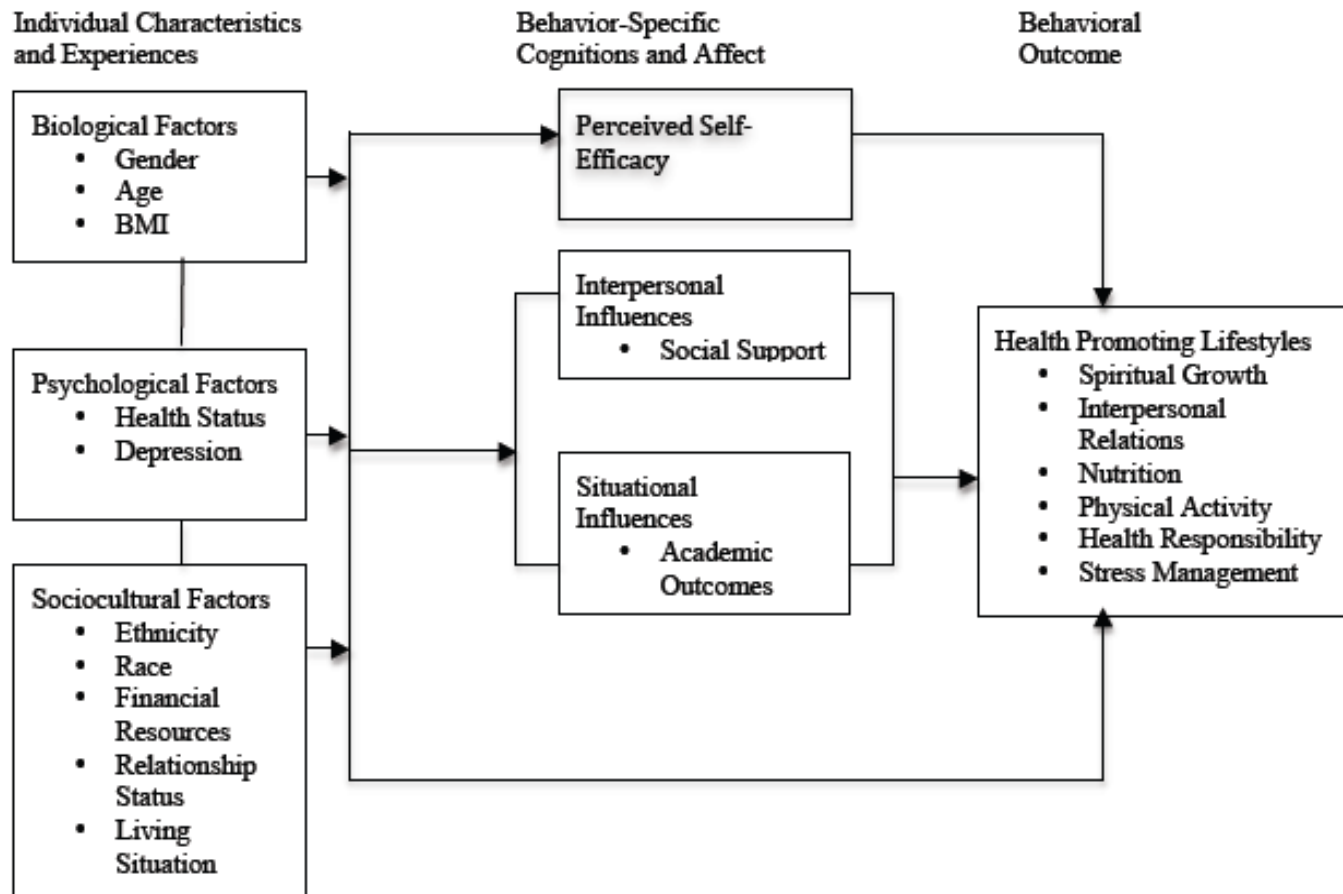 Individual Characteristics
and Experiences
Behavior-Specific
Cognitions and Affect
Behavioral
Outcome
Biological Factors
• Gender
• Age
• BMI
Psychological Factors
• Health Status
• Depression
Sociocultural Factors
• Ethnicity
• Race
• Financial
Resources
• Relationship
Status
• Living
Situation
Perceived Self-
Efficacy
Interpersonal
Influences
• Social Support
Situational
Influences
• Academic
Outcomes
Health Promoting Lifestyles
• Spiritual Growth
• Interpersonal
Relations
• Nutrition
• Physical Activity
• Health Responsibility
• Stress Management